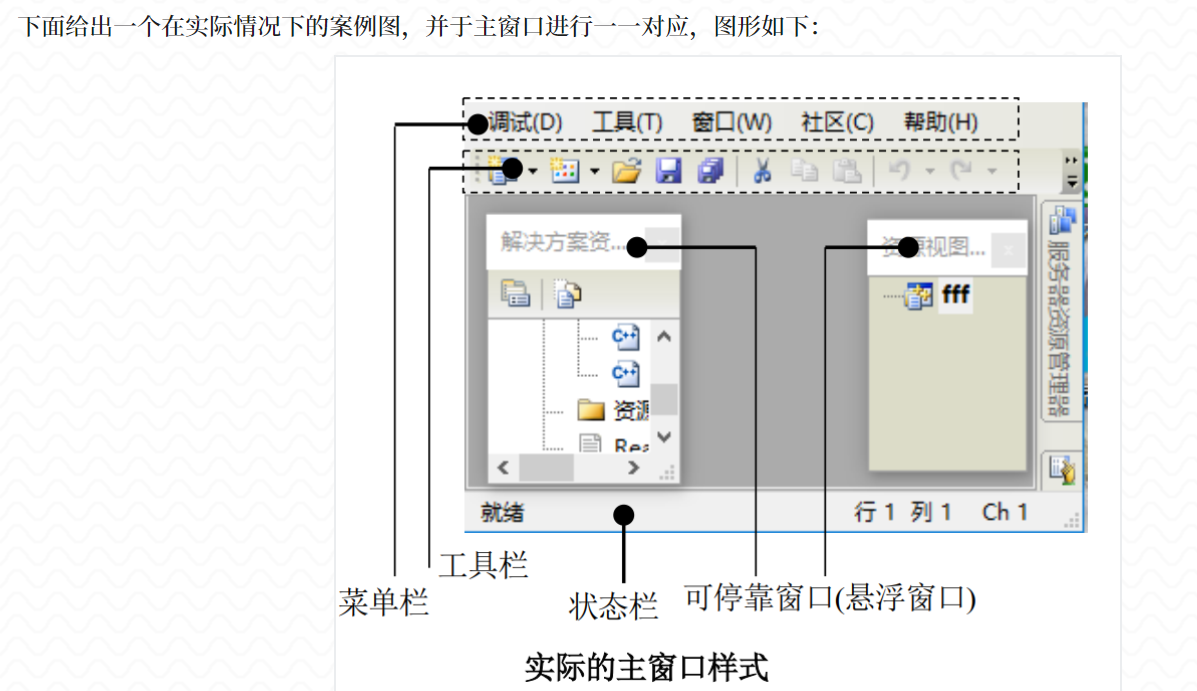 下面给出一个在实际情况下的案例图，并于主窗口进行一一对应，图形如下：
调试(D) 工具(T) 窗口(W) 社区(C) 帮助(H)
解决方案资...
资源视图...
fff
C++
C++
资源
Rea
服务器资源管理器
就绪
行 1 列 1 Ch 1
工具栏
菜单栏
状态栏
可停靠窗口(悬浮窗口)
实际的主窗口样式